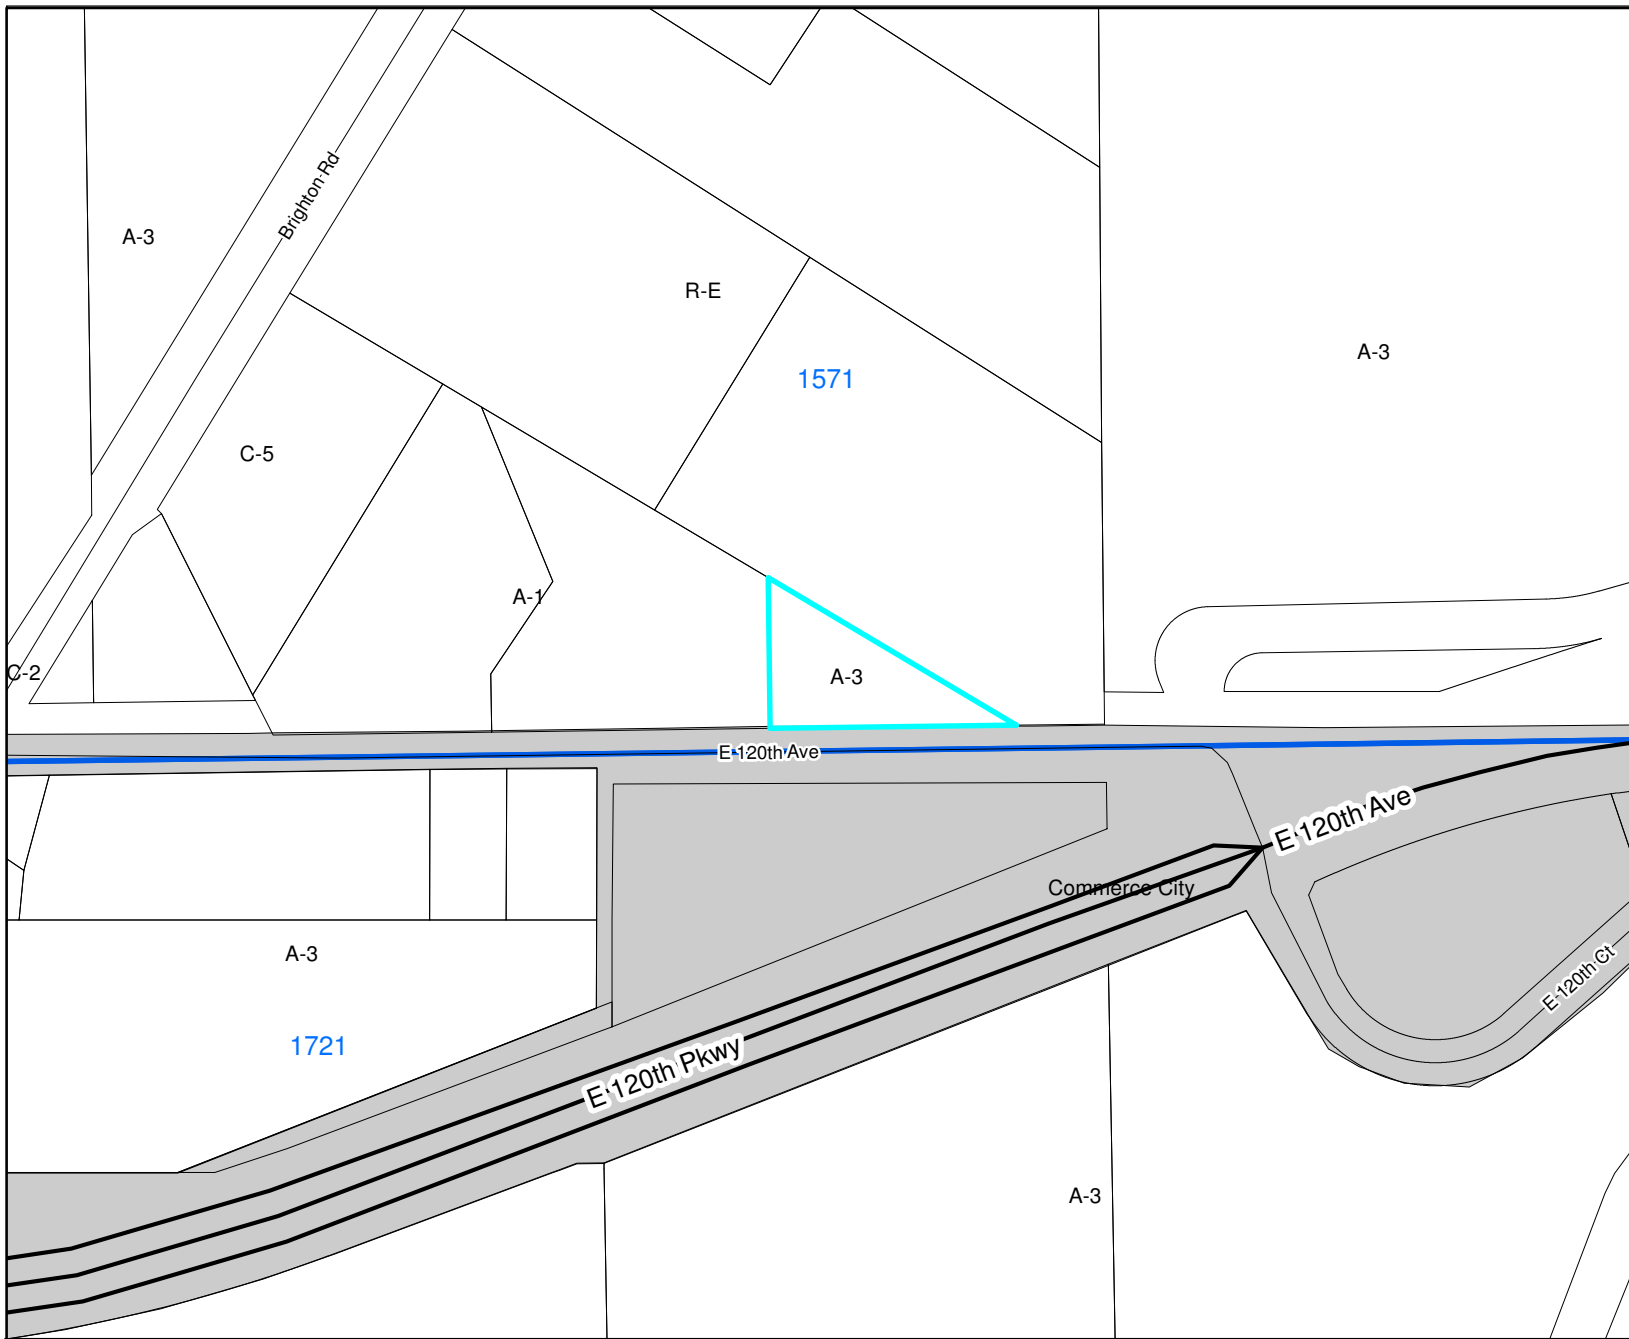 Brighton Rd
A-3
R-E
A-3
1571
C-5
A-1
C-2
A-3
E 120th Ave
E 120th Ave
Commerce City
A-3
E 120th Ct
1721
E 120th Pkwy
A-3